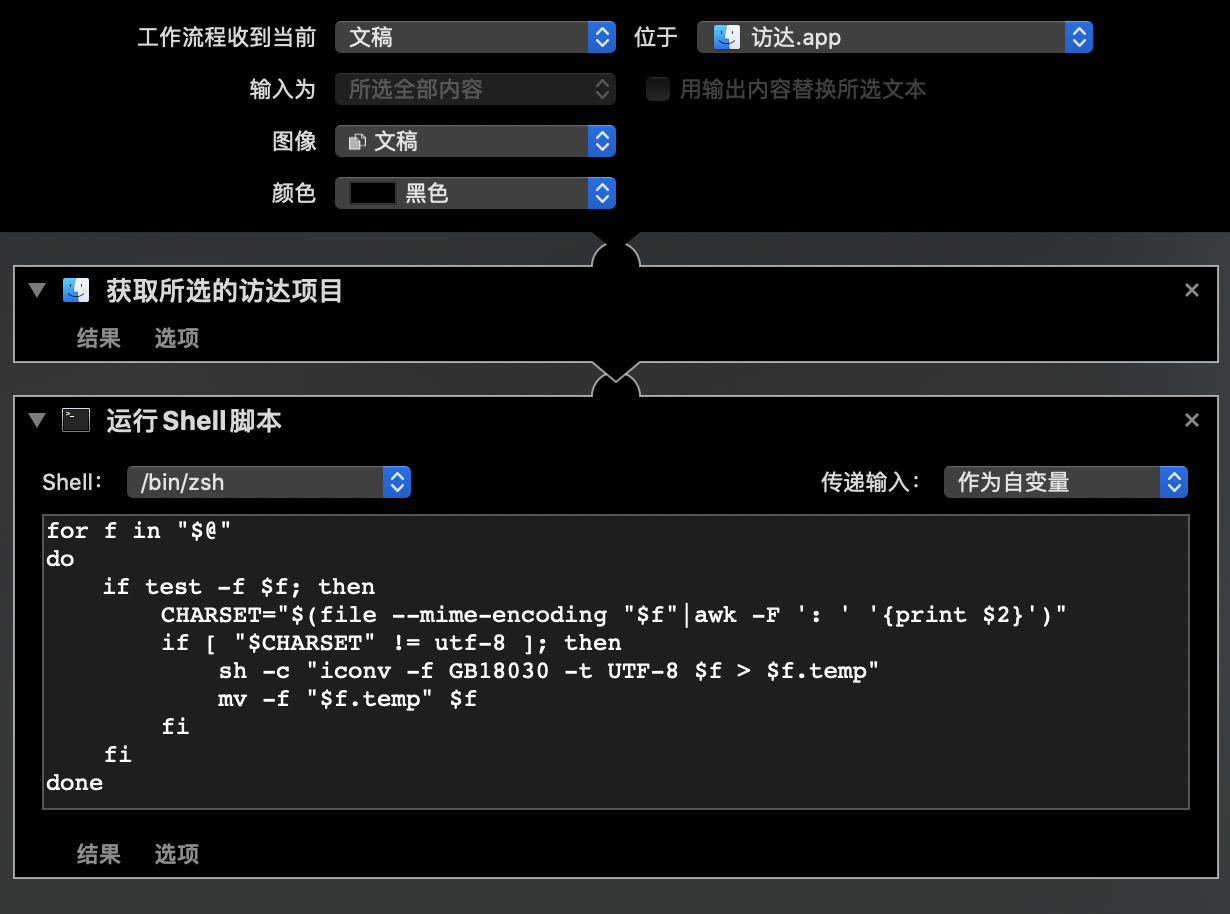 工作流程收到当前 文稿 位于 访达.app
输入为 所选全部内容 用输出内容替换所选文本
图像 文稿
颜色 黑色
获取所选的访达项目
结果 选项
运行Shell脚本
Shell: /bin/zsh 传递输入: 作为自变量
for f in "$@"
do
    if test -f $f; then
        CHARSET="$(file --mime-encoding "$f"|awk -F ': ' '{print $2}')"
        if [ "$CHARSET" != utf-8 ]; then
            sh -c "iconv -f GB18030 -t UTF-8 $f > $f.temp"
            mv -f "$f.temp" $f
        fi
    fi
done
结果 选项